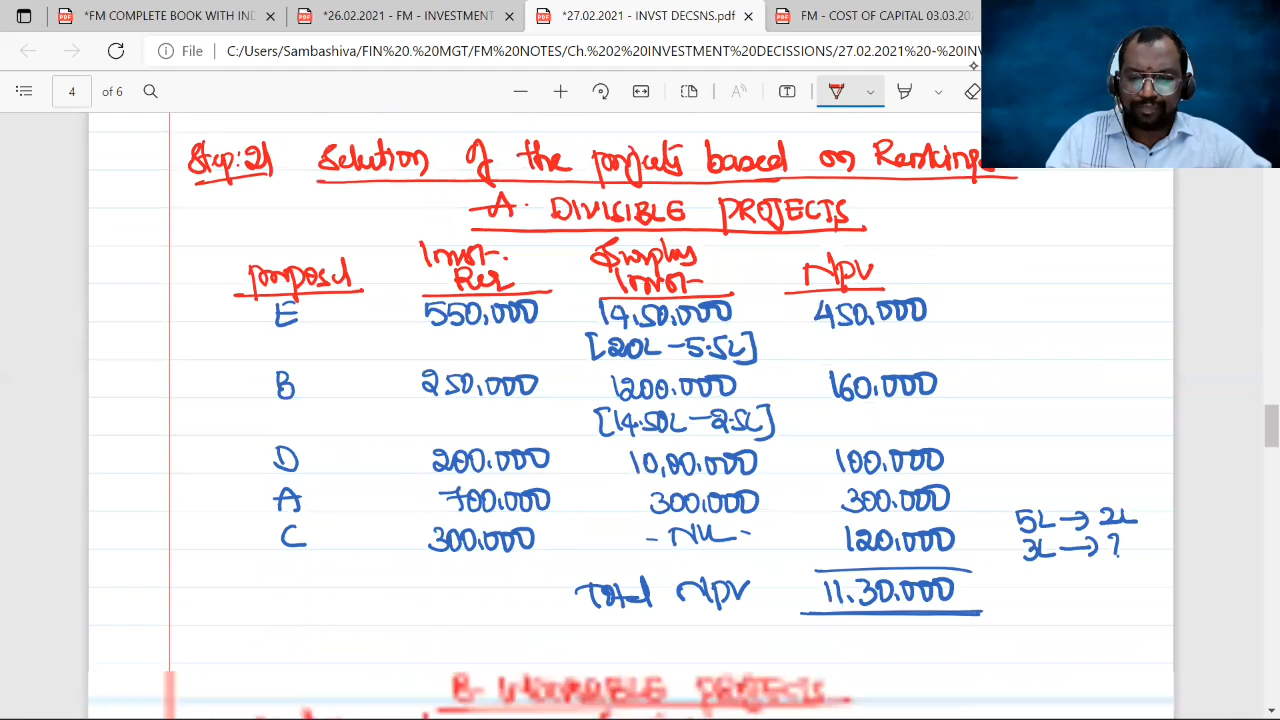 *FM COMPLETE BOOK WITH IND
*26.02.2021 - FM - INVESTMENT
*27.02.2021 - INVST DECSNS.pdf
FM - COST OF CAPITAL 03.03.202
File C:/Users/Sambashiva/FIN%20.%20MGT/FM%20NOTES/Ch.%202%20INVESTMENT%20DECISSIONS/27.02.2021%20-%20INV
4 of 6
Step:2) Selection of the projects based on Rankings
A. DIVISIBLE PROJECTS
proposal Invst. Req Surplus Invst- NPV
E 550,000 14,50,000 450,000
[20L - 5.5L]
B 250,000 1200,000 160,000
[14.50L - 2.5L]
D 200,000 10,00,000 100,000
A 700,000 300,000 300,000
C 300,000 - NIL - 120,000
5L → 2L
3L → ?
Total NPV 11,30,000